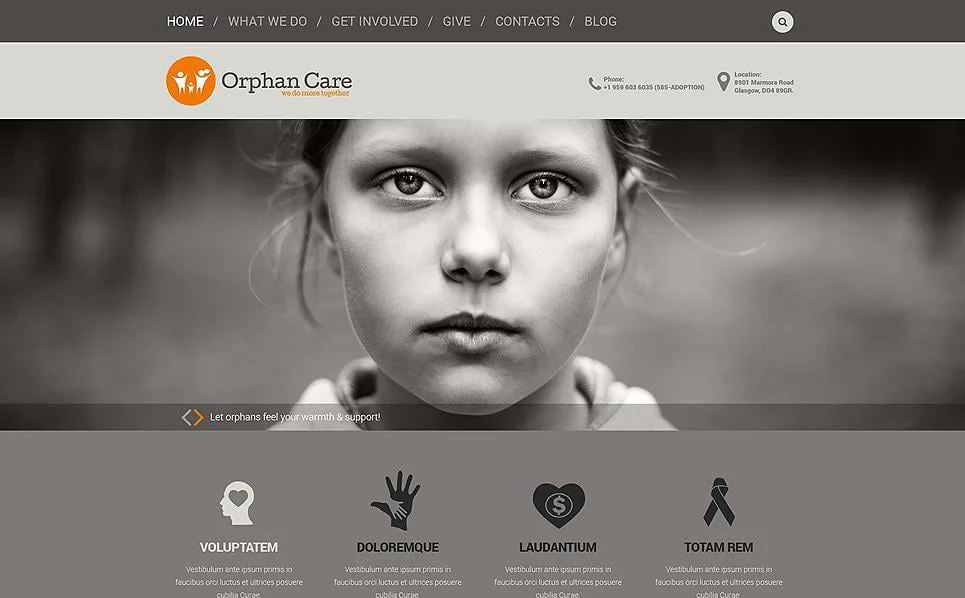 HOME / WHAT WE DO / GET INVOLVED / GIVE / CONTACTS / BLOG
Orphan Care
we do more together
Phone:
+1 959 603 6035 (585-ADOPTION)
Location:
8901 Marmora Road
Glasgow, DO4 89GR.
Let orphans feel your warmth & support!
VOLUPTATEM
Vestibulum ante ipsum primis in
faucibus orci luctus et ultrices posuere
cubilia Curae.
DOLOREMQUE
Vestibulum ante ipsum primis in
faucibus orci luctus et ultrices posuere
cubilia Curae.
LAUDANTIUM
Vestibulum ante ipsum primis in
faucibus orci luctus et ultrices posuere
cubilia Curae.
TOTAM REM
Vestibulum ante ipsum primis in
faucibus orci luctus et ultrices posuere
cubilia Curae.